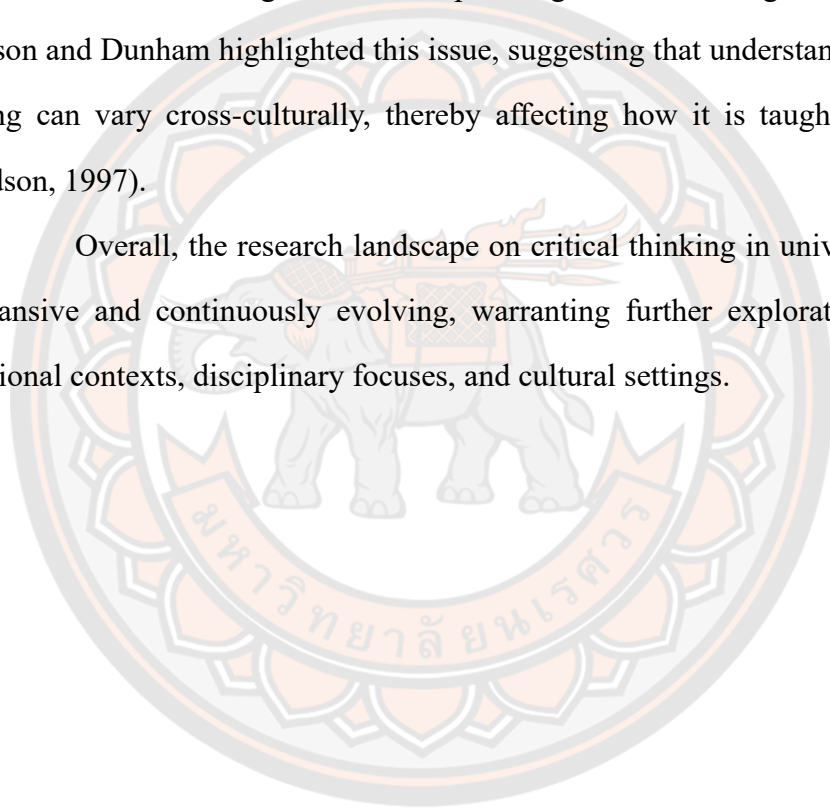 son and Dunham highlighted this issue, suggesting that understan
ng can vary cross-culturally, thereby affecting how it is taugh
son, 1997).
Overall, the research landscape on critical thinking in univ
ansive and continuously evolving, warranting further explorat
ional contexts, disciplinary focuses, and cultural settings.
มหาวิทยาลัยนเรศวร